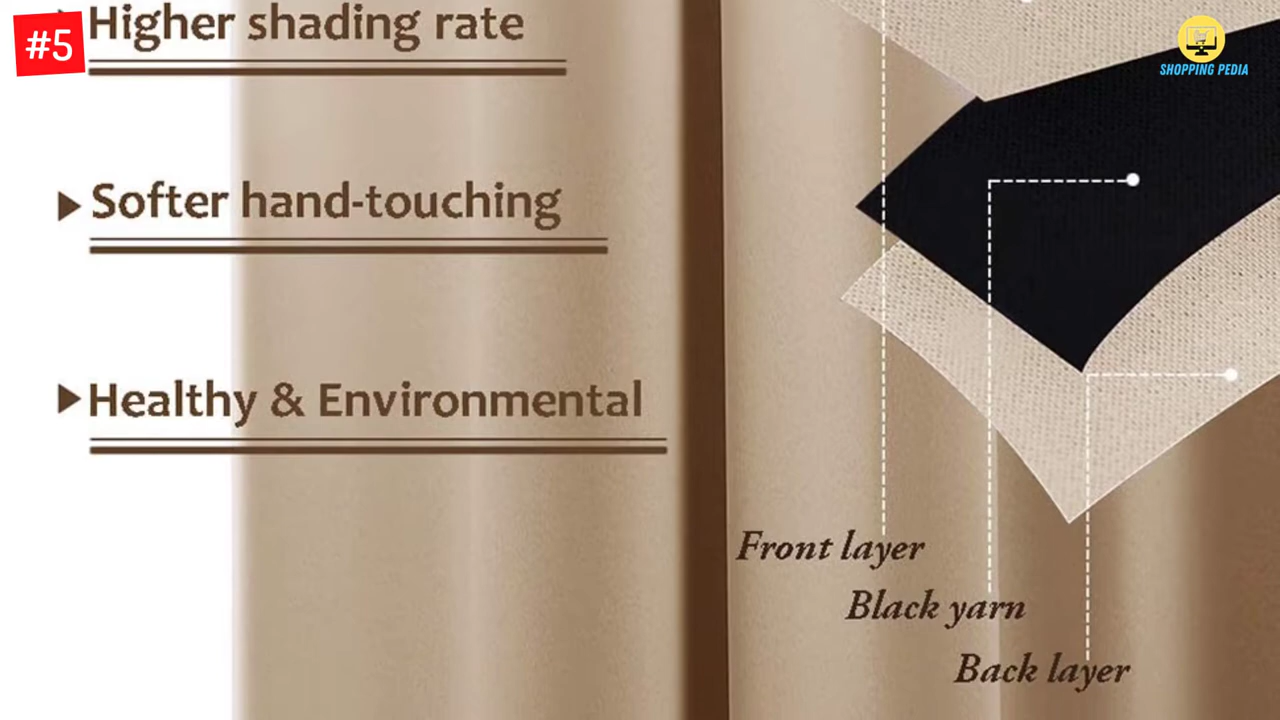 #5
Higher shading rate
SHOPPING PEDIA
Softer hand-touching
Healthy & Environmental
Front layer
Black yarn
Back layer